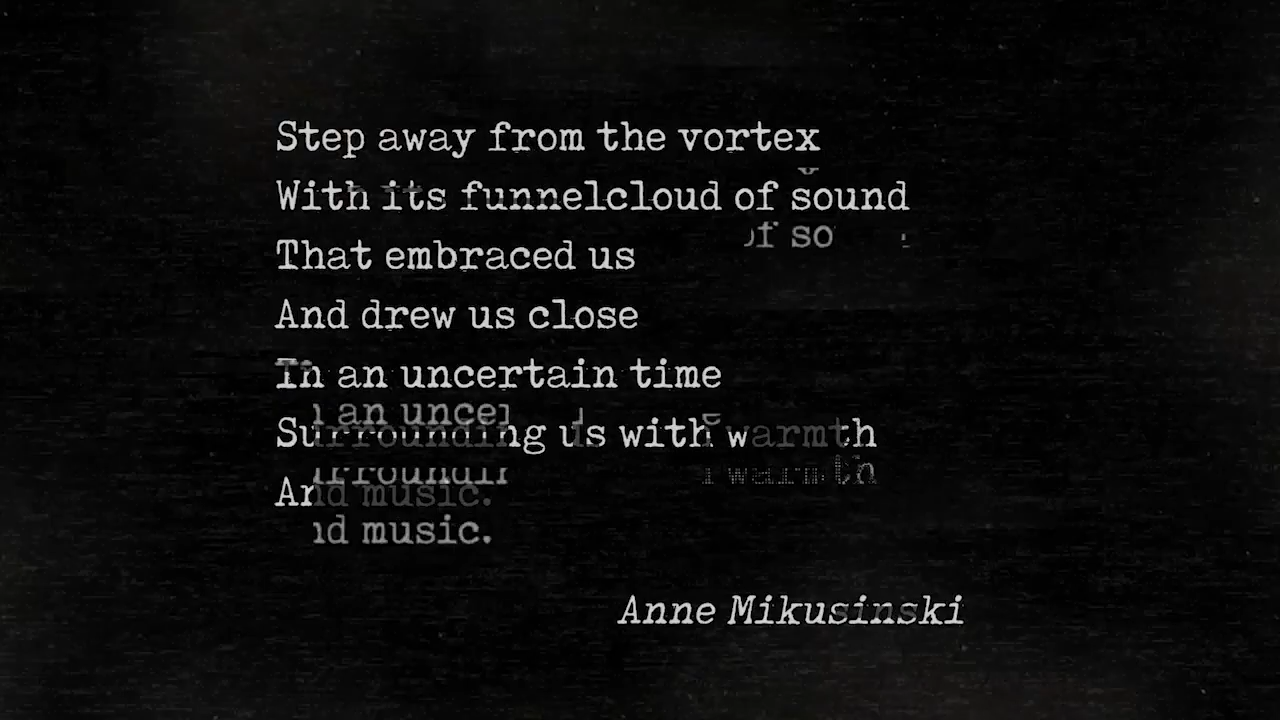 Step away from the vortex
With its funnelcloud of sound
That embraced us
And drew us close
In an uncertain time
Surrounding us with warmth
And music.
Anne Mikusinski